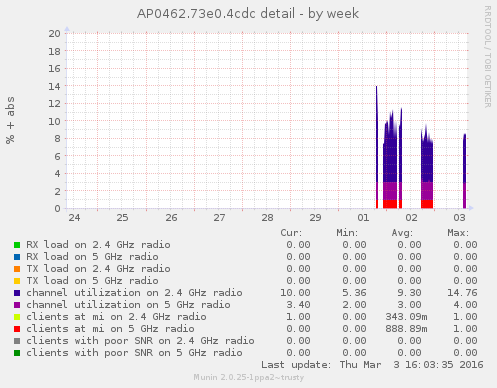 AP0462.73e0.4cdc detail - by week
RRDTOOL / TOBI OETIKER
% + abs
20
18
16
14
12
10
8
6
4
2
0
24 25 26 27 28 29 01 02 03
Cur: Min: Avg: Max:
RX load on 2.4 GHz radio 0.00 0.00 0.00 0.00
RX load on 5 GHz radio 0.00 0.00 0.00 0.00
TX load on 2.4 GHz radio 0.00 0.00 0.00 0.00
TX load on 5 GHz radio 0.00 0.00 0.00 0.00
channel utilization on 2.4 GHz radio 10.00 5.36 9.30 14.76
channel utilization on 5 GHz radio 3.40 2.00 3.00 4.00
clients at mi on 2.4 GHz radio 1.00 0.00 343.09m 1.00
clients at mi on 5 GHz radio 0.00 0.00 888.89m 1.00
clients with poor SNR on 2.4 GHz radio 0.00 0.00 0.00 0.00
clients with poor SNR on 5 GHz radio 0.00 0.00 0.00 0.00
Last update: Thu Mar 3 16:03:35 2016
Munin 2.0.25-1ppa2~trusty